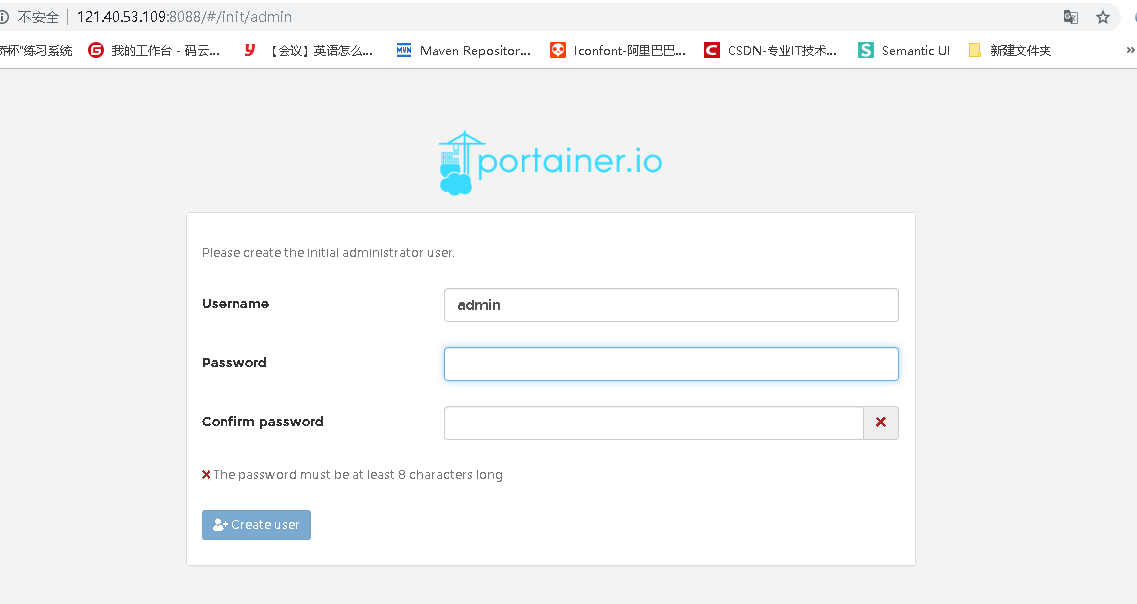 不安全 121.40.53.109:8088/#/init/admin
桥杯"练习系统 G 我的工作台 - 码云... y 【会议】英语怎么... MVN Maven Repositor... Iconfont-阿里巴巴... C CSDN-专业IT技术... S Semantic UI 新建文件夹 »
portainer.io
Please create the initial administrator user.
Username admin
Password
Confirm password
The password must be at least 8 characters long
Create user